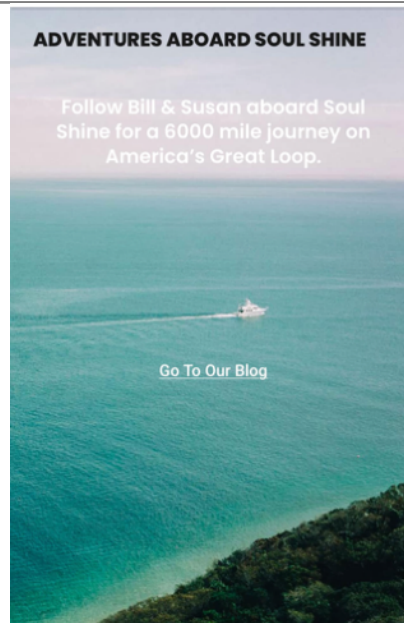 ADVENTURES ABOARD SOUL SHINE
Follow Bill & Susan aboard Soul
Shine for a 6000 mile journey on
America's Great Loop.
Go To Our Blog